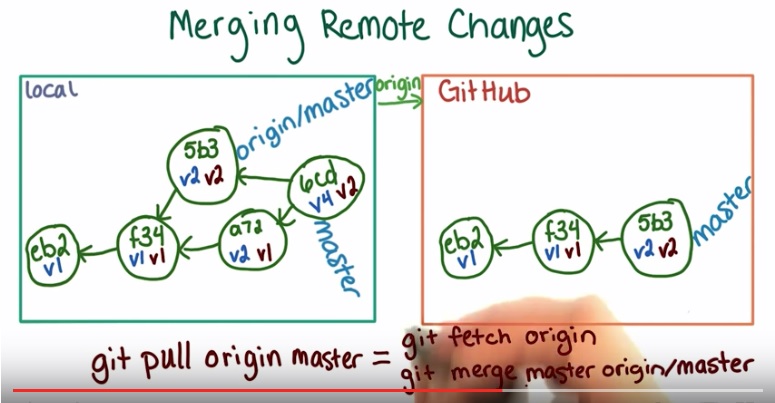 Merging Remote Changes
local
origin
GitHub
origin/master
5b3
v2 v2
6cd
v4 v2
master
eb2
v1
f34
v1 v1
a72
v2 v1
eb2
v1
f34
v1 v1
5b3
v2 v2
master
git pull origin master = git fetch origin
git merge master origin/master